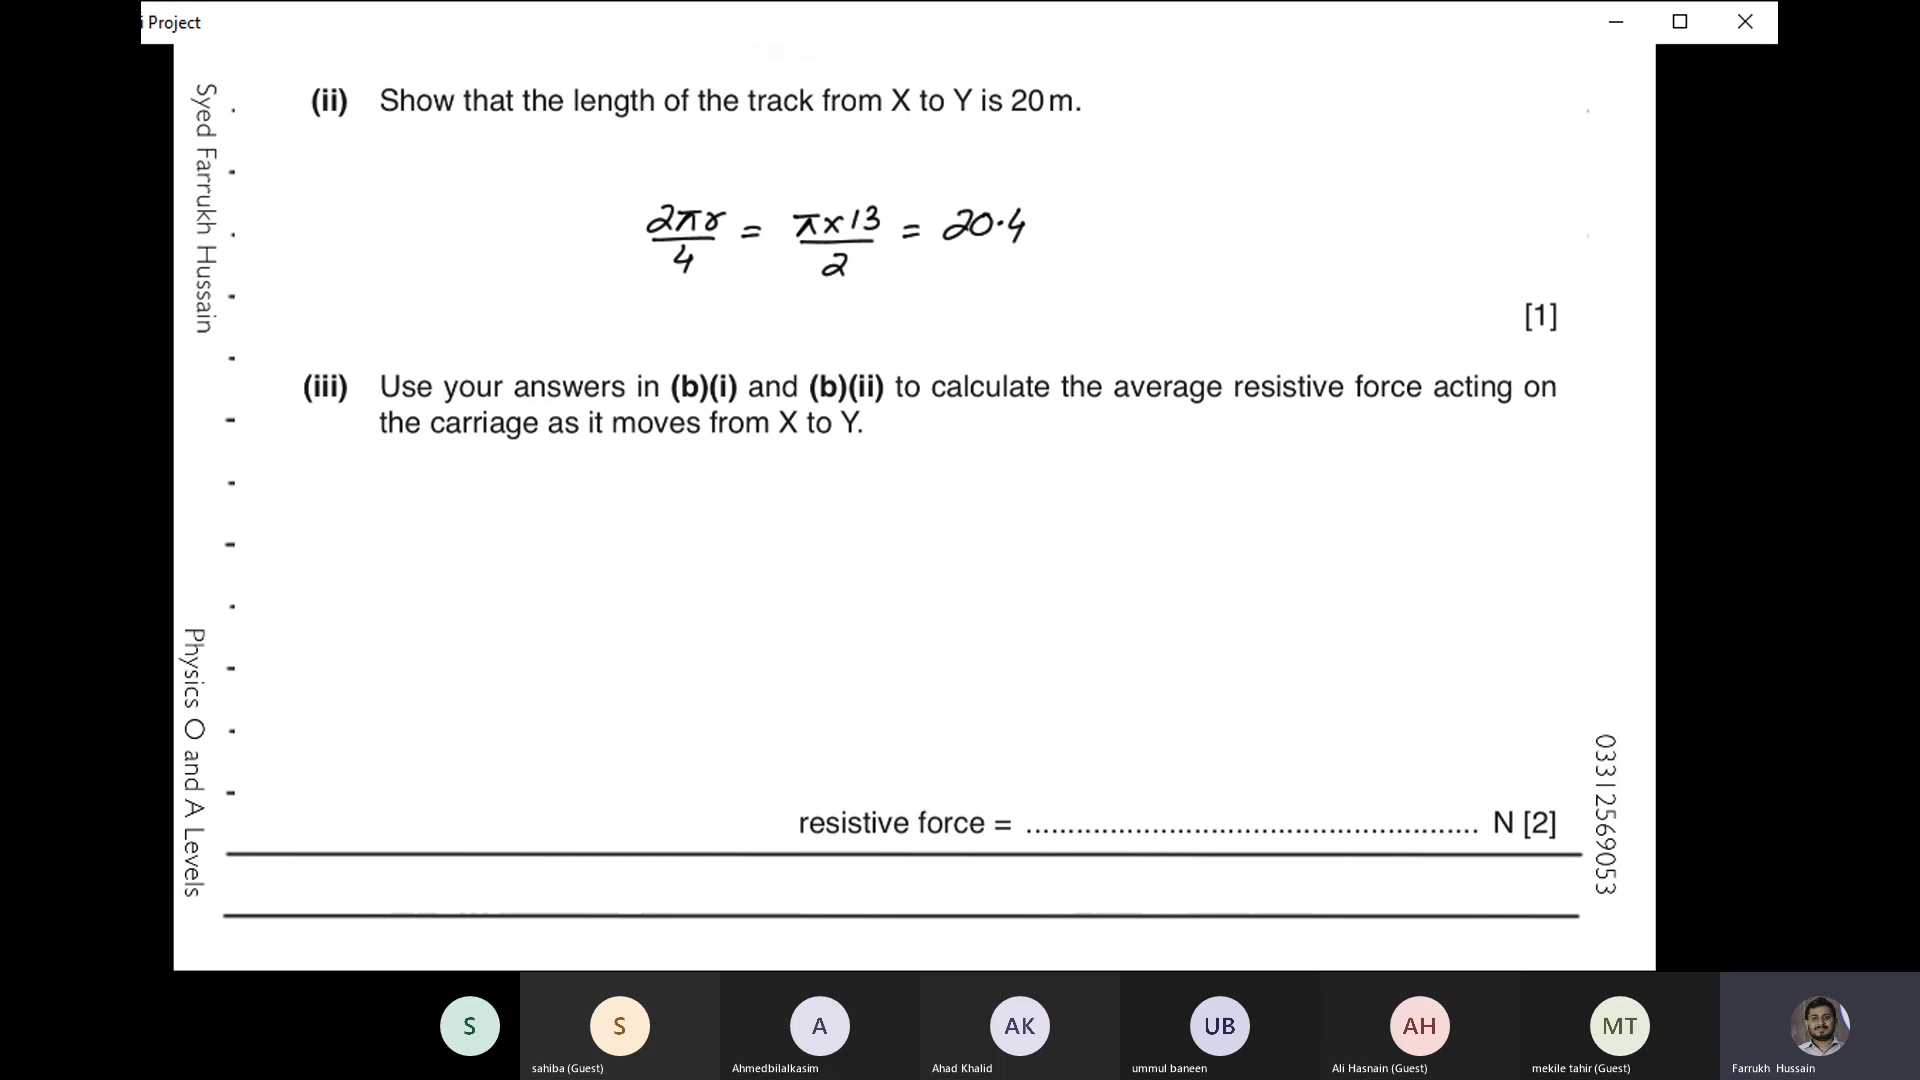 i Project
(ii) Show that the length of the track from X to Y is 20 m.
2πr/4 = π×13/2 = 20.4
[1]
(iii) Use your answers in (b)(i) and (b)(ii) to calculate the average resistive force acting on
the carriage as it moves from X to Y.
resistive force = ...................................................... N [2]
Syed Farrukh Hussain
Physics O and A Levels
03312569053
S
S
A
AK
UB
AH
MT
sahiba (Guest)
Ahmedbilalkasim
Ahad Khalid
ummul baneen
Ali Hasnain (Guest)
mekile tahir (Guest)
Farrukh Hussain